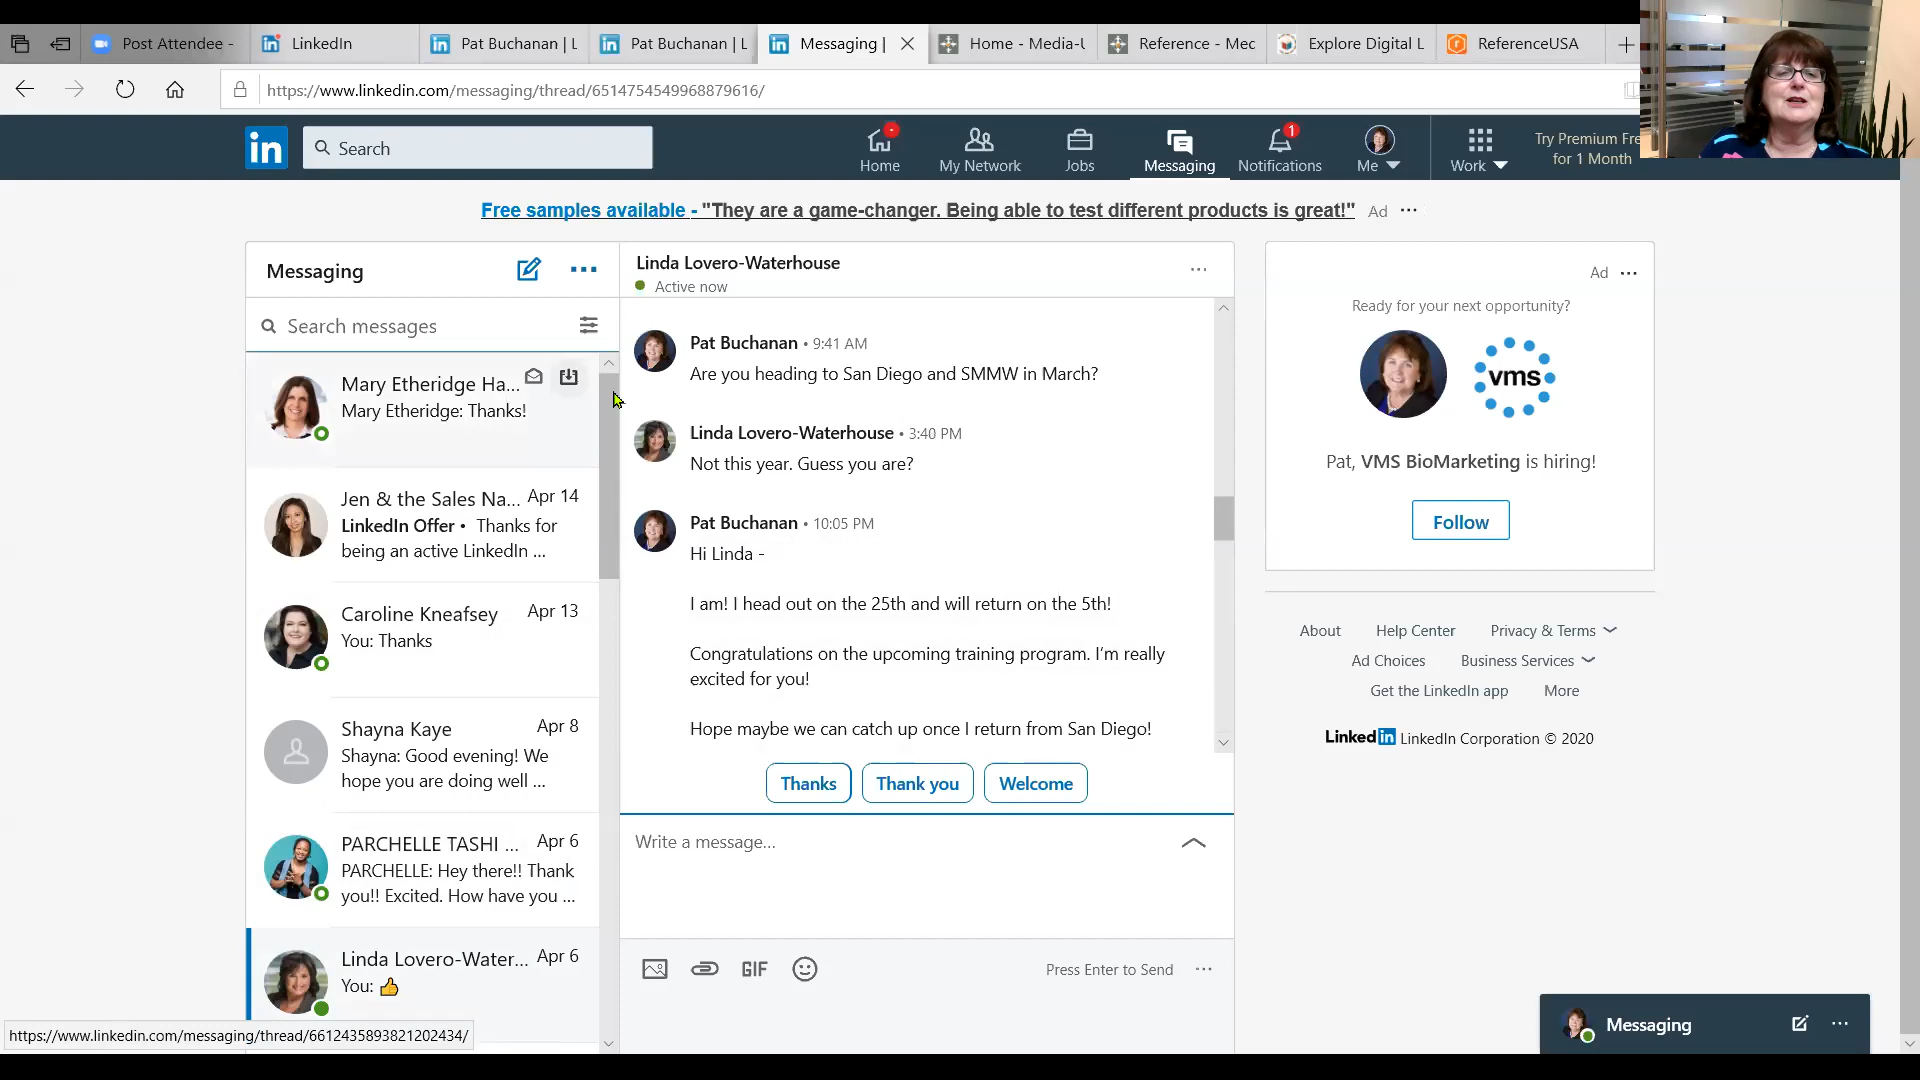 Post Attendee -
LinkedIn
Pat Buchanan | L
Pat Buchanan | L
Messaging |
Home - Media-U
Reference - Mec
Explore Digital L
ReferenceUSA
https://www.linkedin.com/messaging/thread/6514754549968879616/
in
Search
Home
My Network
Jobs
Messaging
1
Notifications
Me
Work
Try Premium Fre
for 1 Month
Free samples available - "They are a game-changer. Being able to test different products is great!"
Ad
Messaging
Search messages
Mary Etheridge Ha...
Mary Etheridge: Thanks!
Jen & the Sales Na...
Apr 14
LinkedIn Offer • Thanks for
being an active LinkedIn ...
Caroline Kneafsey
Apr 13
You: Thanks
Shayna Kaye
Apr 8
Shayna: Good evening! We
hope you are doing well ...
PARCHELLE TASHI ...
Apr 6
PARCHELLE: Hey there!! Thank
you!! Excited. How have you ...
Linda Lovero-Water...
Apr 6
You: 👍
https://www.linkedin.com/messaging/thread/6612435893821202434/
Linda Lovero-Waterhouse
Active now
Pat Buchanan • 9:41 AM
Are you heading to San Diego and SMMW in March?
Linda Lovero-Waterhouse • 3:40 PM
Not this year. Guess you are?
Pat Buchanan • 10:05 PM
Hi Linda -
I am! I head out on the 25th and will return on the 5th!
Congratulations on the upcoming training program. I'm really
excited for you!
Hope maybe we can catch up once I return from San Diego!
Thanks
Thank you
Welcome
Write a message...
GIF
Press Enter to Send
Ad
Ready for your next opportunity?
vms
Pat, VMS BioMarketing is hiring!
Follow
About
Help Center
Privacy & Terms
Ad Choices
Business Services
Get the LinkedIn app
More
LinkedIn LinkedIn Corporation © 2020
Messaging